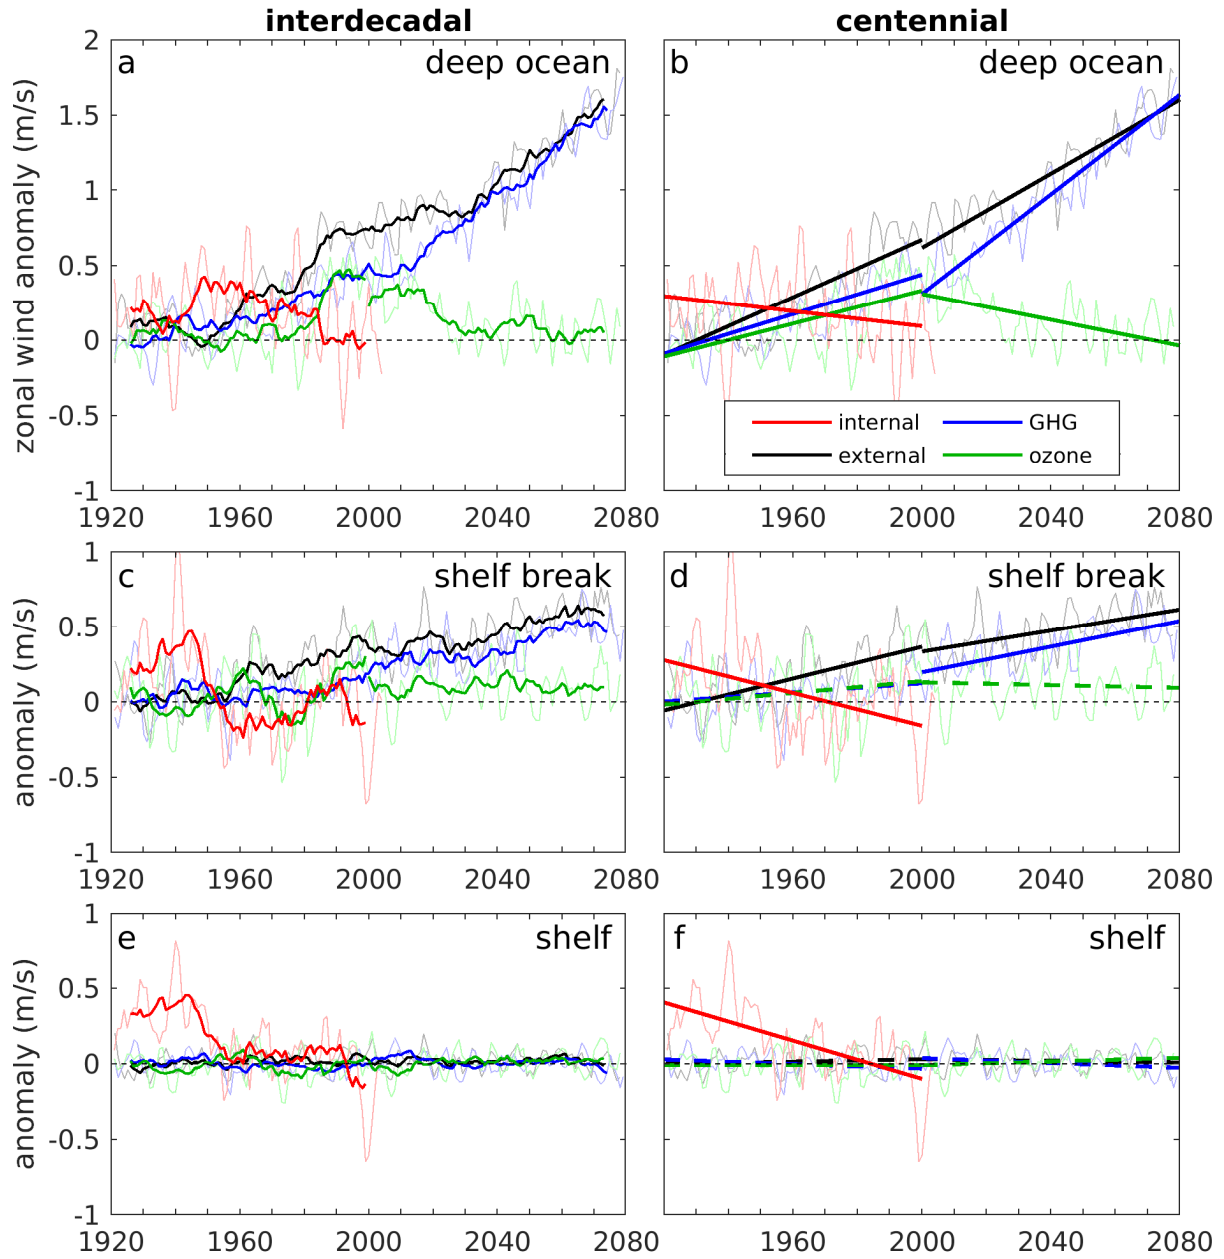 interdecadal
centennial
a
deep ocean
b
deep ocean
zonal wind anomaly (m/s)
2
1.5
1
0.5
0
-0.5
-1
internal
GHG
external
ozone
1920
1960
2000
2040
2080
1960
2000
2040
2080
c
shelf break
d
shelf break
anomaly (m/s)
1
0.5
0
-0.5
-1
1920
1960
2000
2040
2080
1960
2000
2040
2080
e
shelf
f
shelf
anomaly (m/s)
1
0.5
0
-0.5
-1
1920
1960
2000
2040
2080
1960
2000
2040
2080